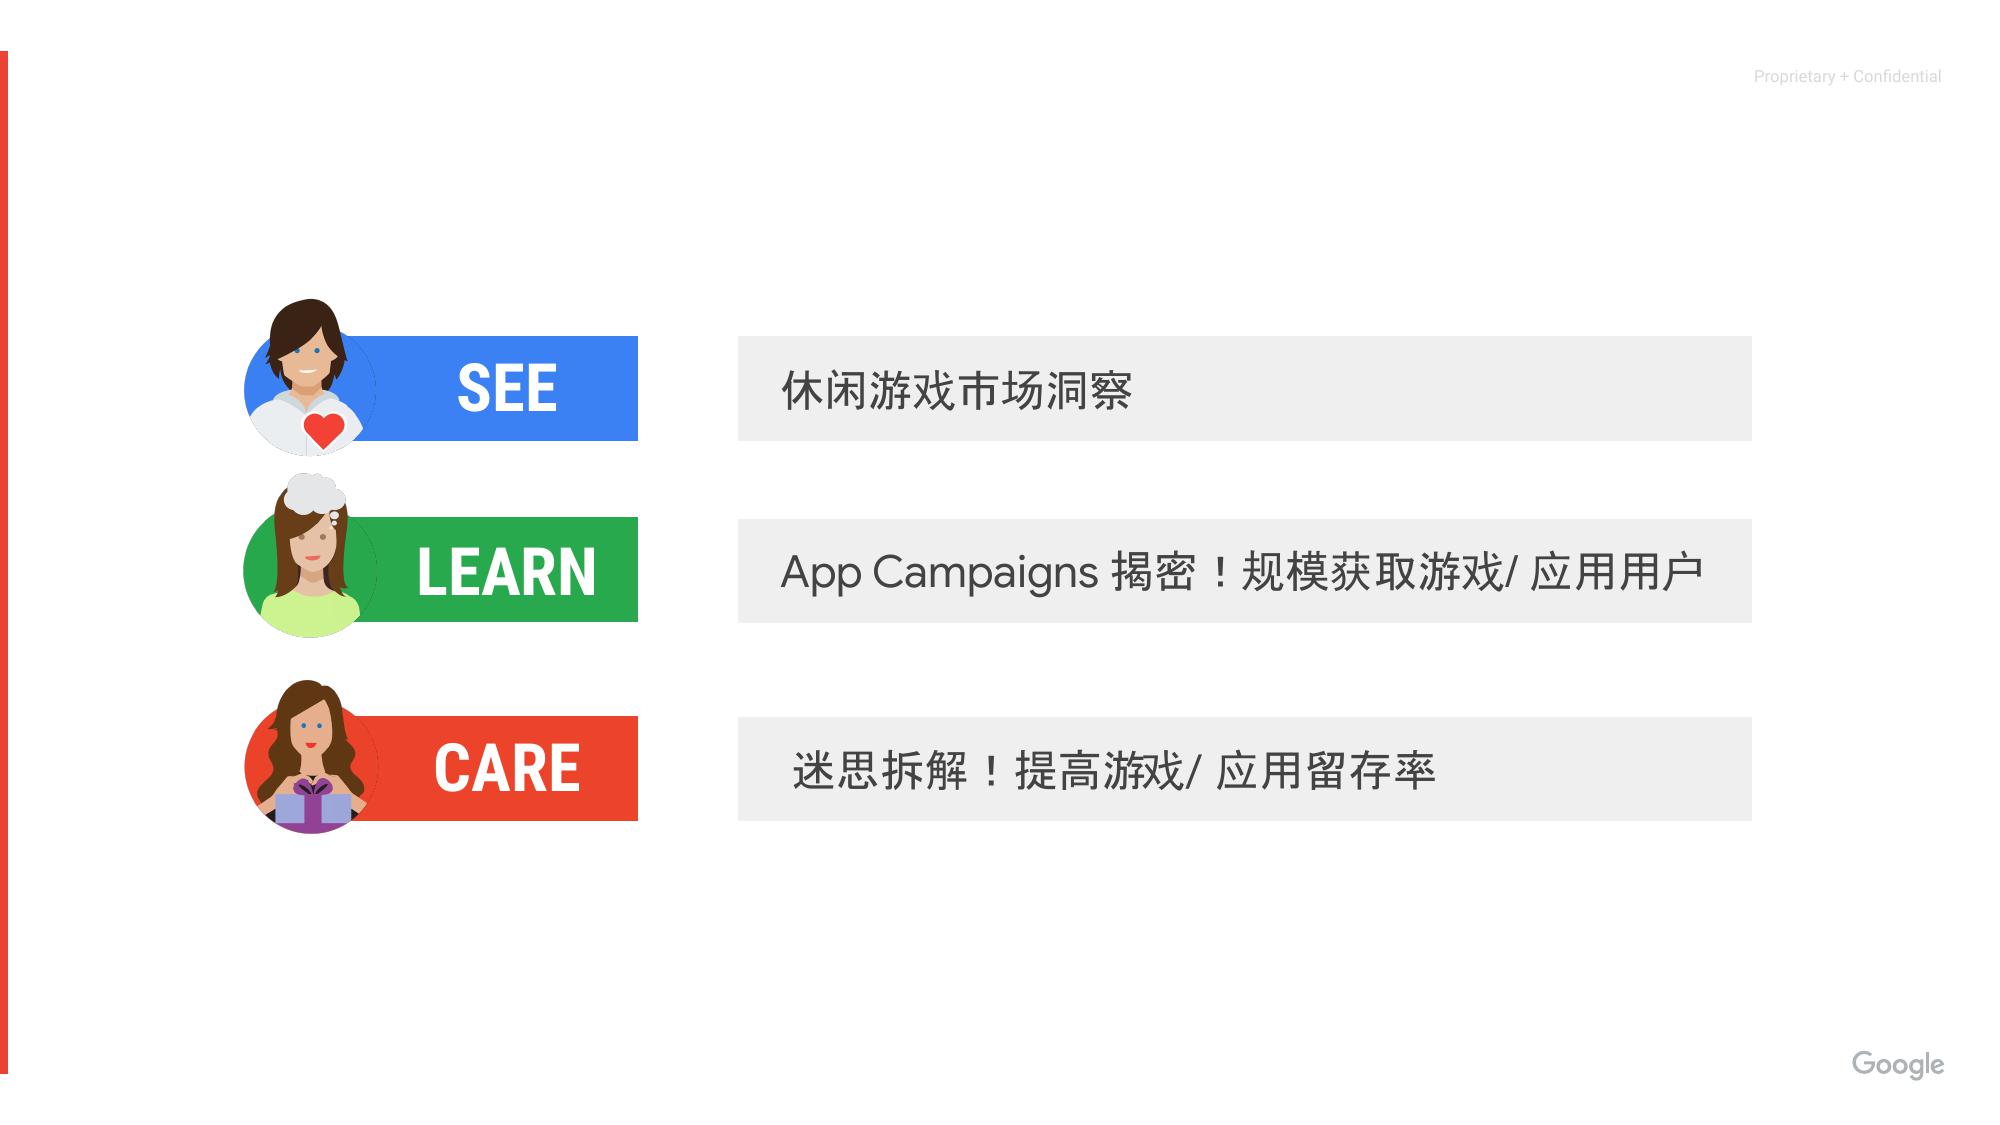 Proprietary + Confidential
SEE
休闲游戏市场洞察
LEARN
App Campaigns 揭密！规模获取游戏/ 应用用户
CARE
迷思拆解！提高游戏/ 应用留存率
Google